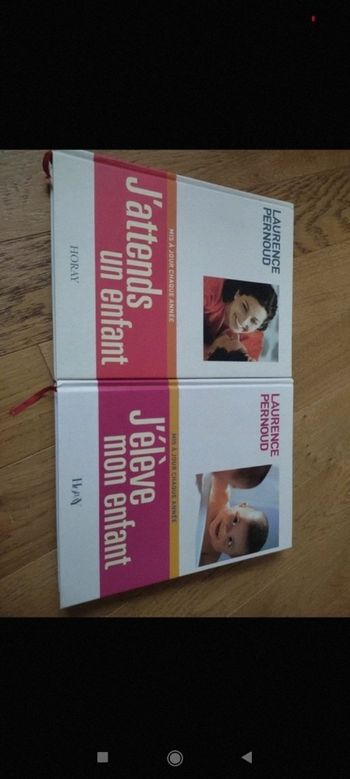 LAURENCE
PERNOUD
MIS À JOUR CHAQUE ANNÉE
J'attends
un enfant
HORAY
LAURENCE
PERNOUD
MIS À JOUR CHAQUE ANNÉE
J'élève
mon enfant